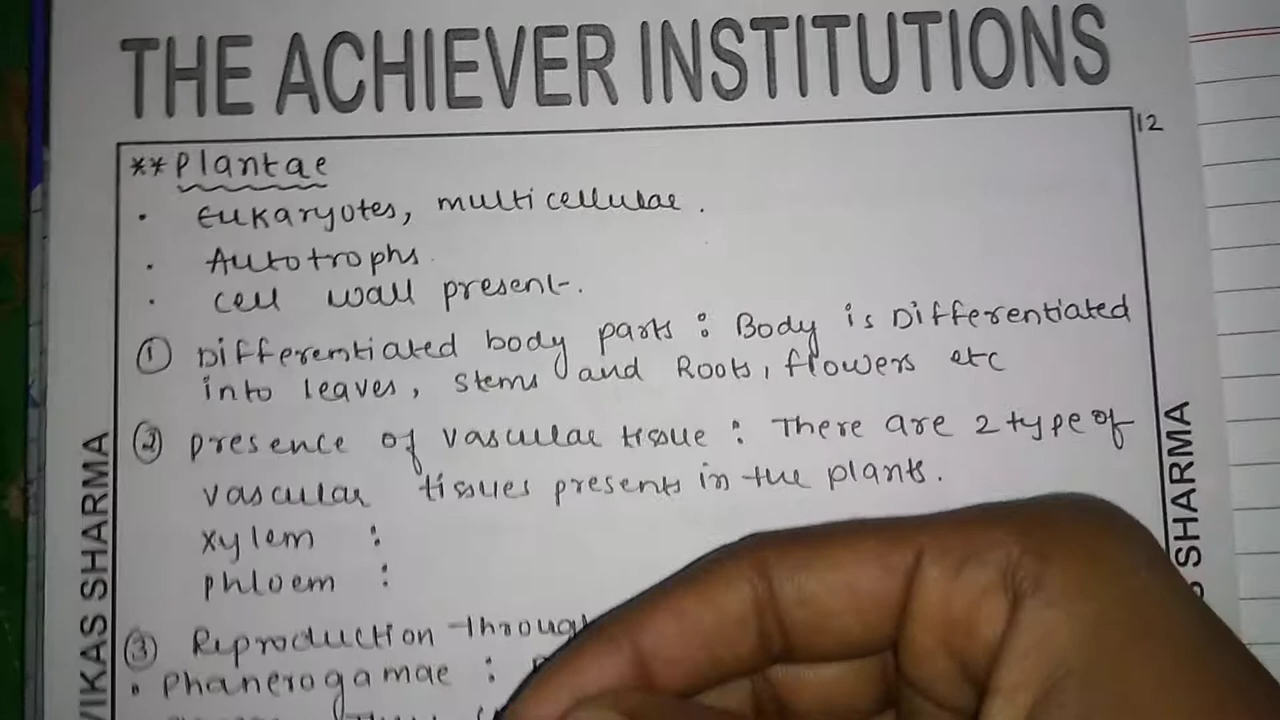 THE ACHIEVER INSTITUTIONS
12
**Plantae
· Eukaryotes, multicellular.
· Autotrophs.
· Cell wall present.
① Differentiated body parts : Body is Differentiated
into leaves, stems and Roots, flowers etc
② presence of vascular tissue : There are 2 type of
vascular tissues presents in the plants.
xylem :
phloem :
③ Reproduction through
· Phanerogamae :
VIKAS SHARMA
SHARMA